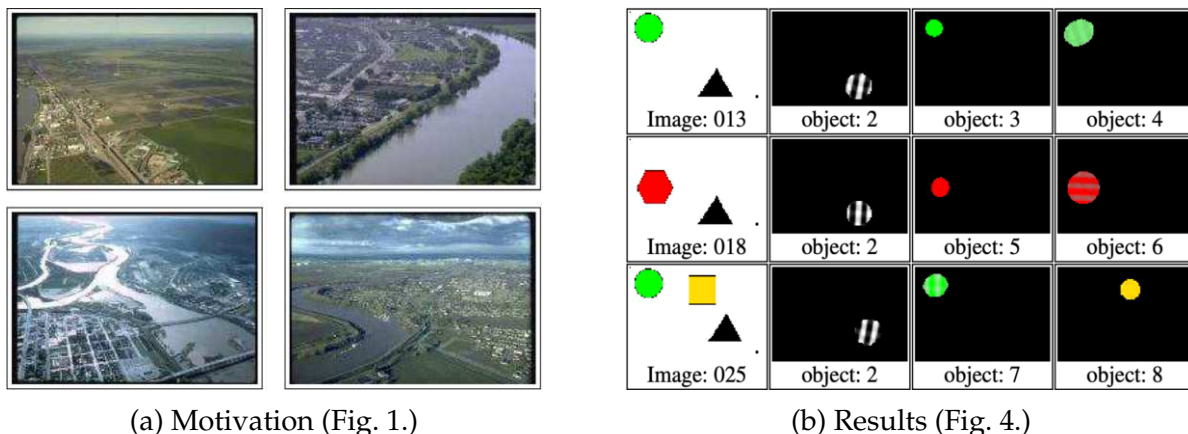 Image: 013 object: 2 object: 3 object: 4
Image: 018 object: 2 object: 5 object: 6
Image: 025 object: 2 object: 7 object: 8
(a) Motivation (Fig. 1.) (b) Results (Fig. 4.)